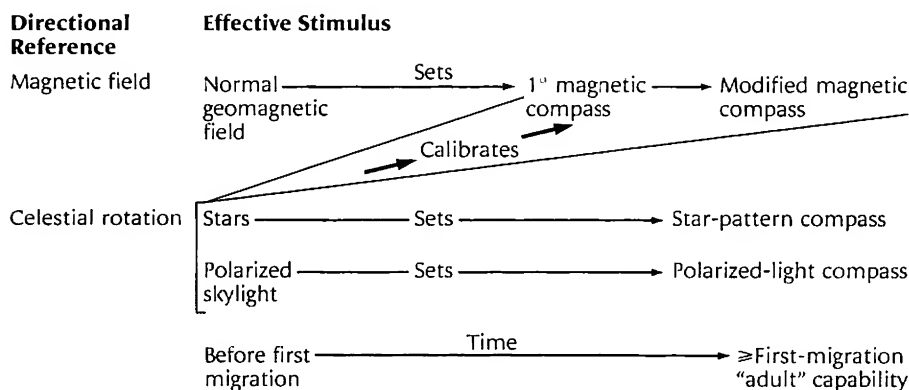 Directional Reference
Effective Stimulus
Magnetic field
Normal geomagnetic field
Sets
1° magnetic compass
Modified magnetic compass
Calibrates
Celestial rotation
Stars
Sets
Star-pattern compass
Polarized skylight
Sets
Polarized-light compass
Before first migration
Time
≥First-migration "adult" capability